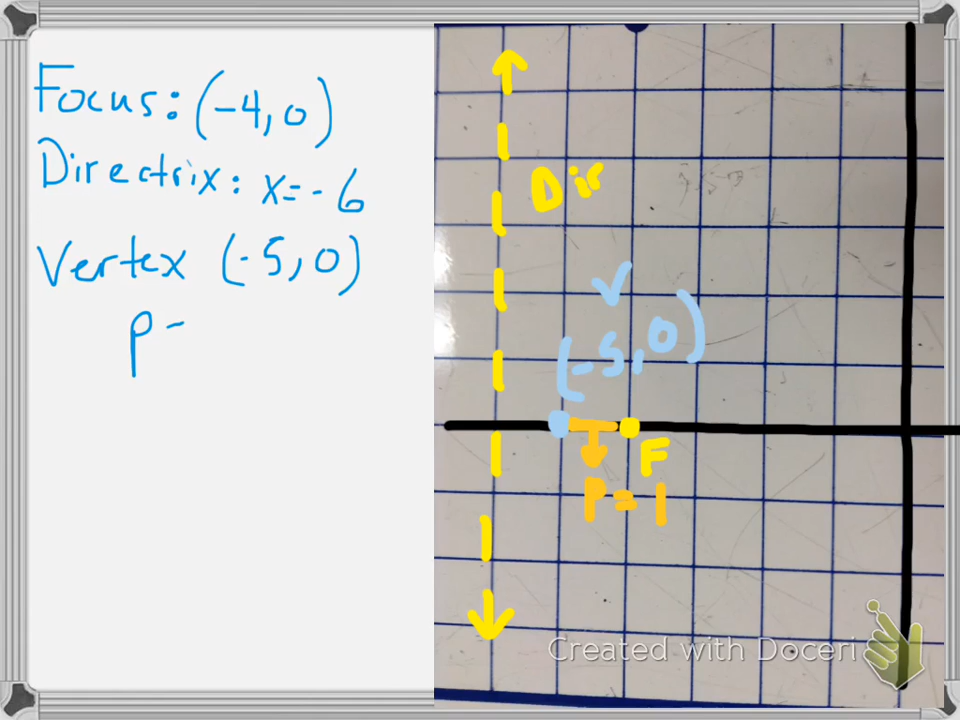 Focus: (-4,0)
Directrix: x=-6
Vertex (-5,0)
p-
Dir
V
(-5,0)
F
P=1
Created with Doceri